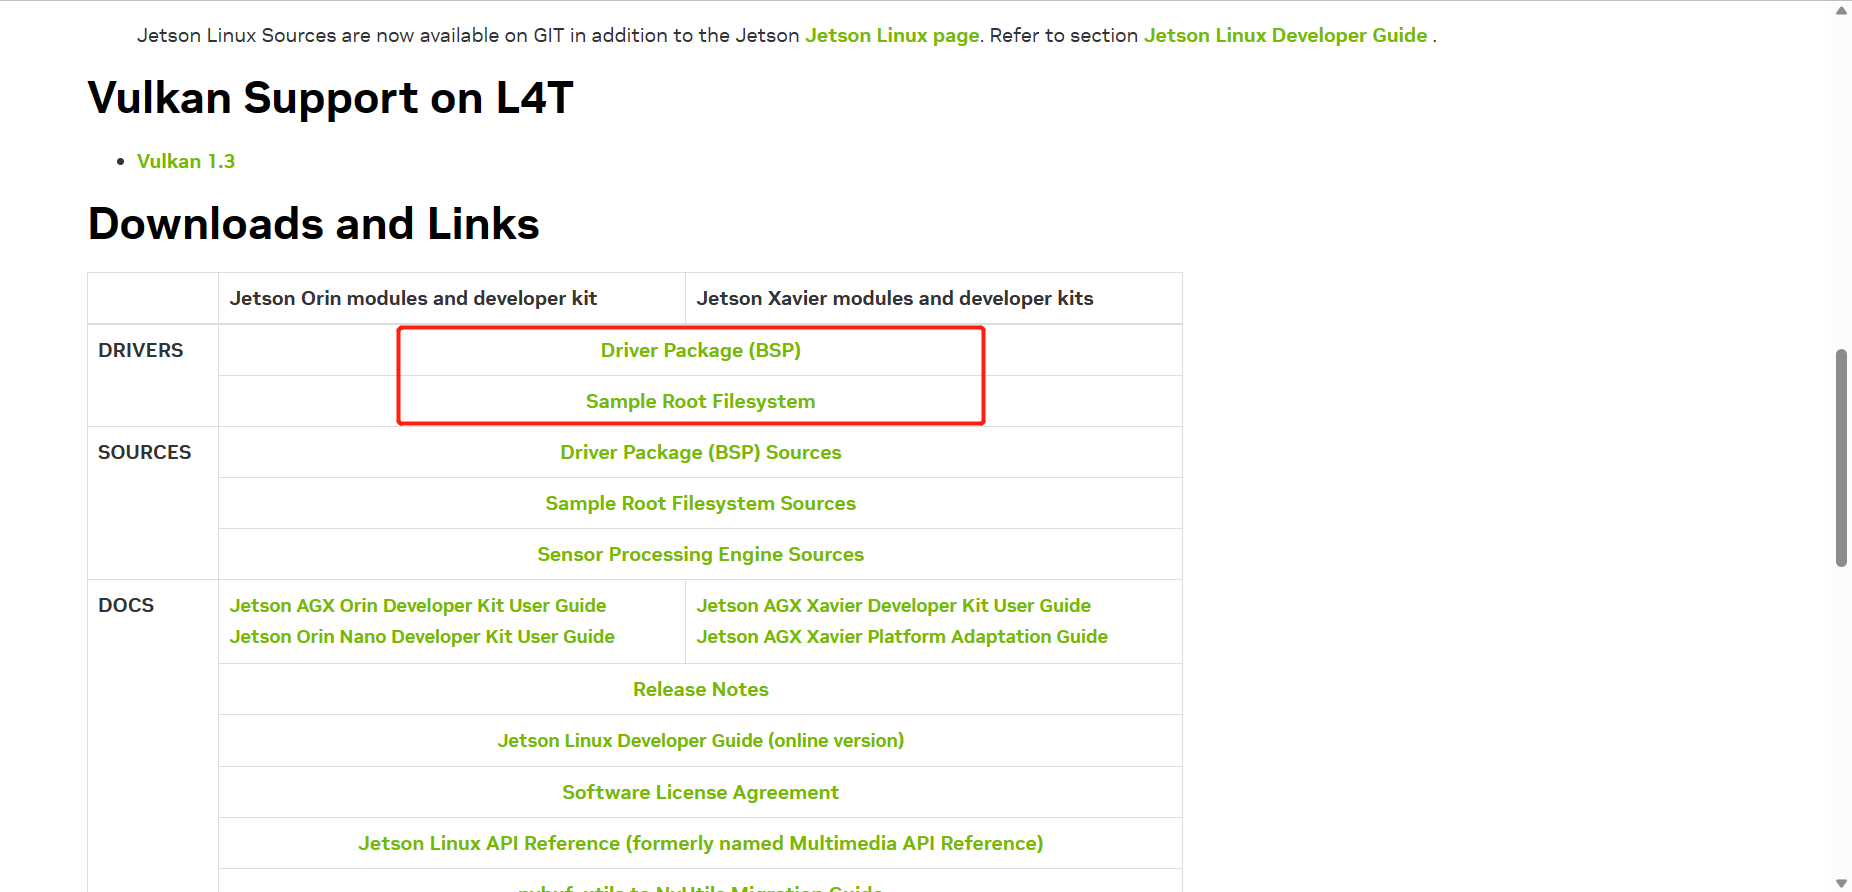 Jetson Linux Sources are now available on GIT in addition to the Jetson Jetson Linux page. Refer to section Jetson Linux Developer Guide .
Vulkan Support on L4T
• Vulkan 1.3
Downloads and Links
Jetson Orin modules and developer kit
Jetson Xavier modules and developer kits
DRIVERS
Driver Package (BSP)
Sample Root Filesystem
SOURCES
Driver Package (BSP) Sources
Sample Root Filesystem Sources
Sensor Processing Engine Sources
DOCS
Jetson AGX Orin Developer Kit User Guide
Jetson Orin Nano Developer Kit User Guide
Jetson AGX Xavier Developer Kit User Guide
Jetson AGX Xavier Platform Adaptation Guide
Release Notes
Jetson Linux Developer Guide (online version)
Software License Agreement
Jetson Linux API Reference (formerly named Multimedia API Reference)